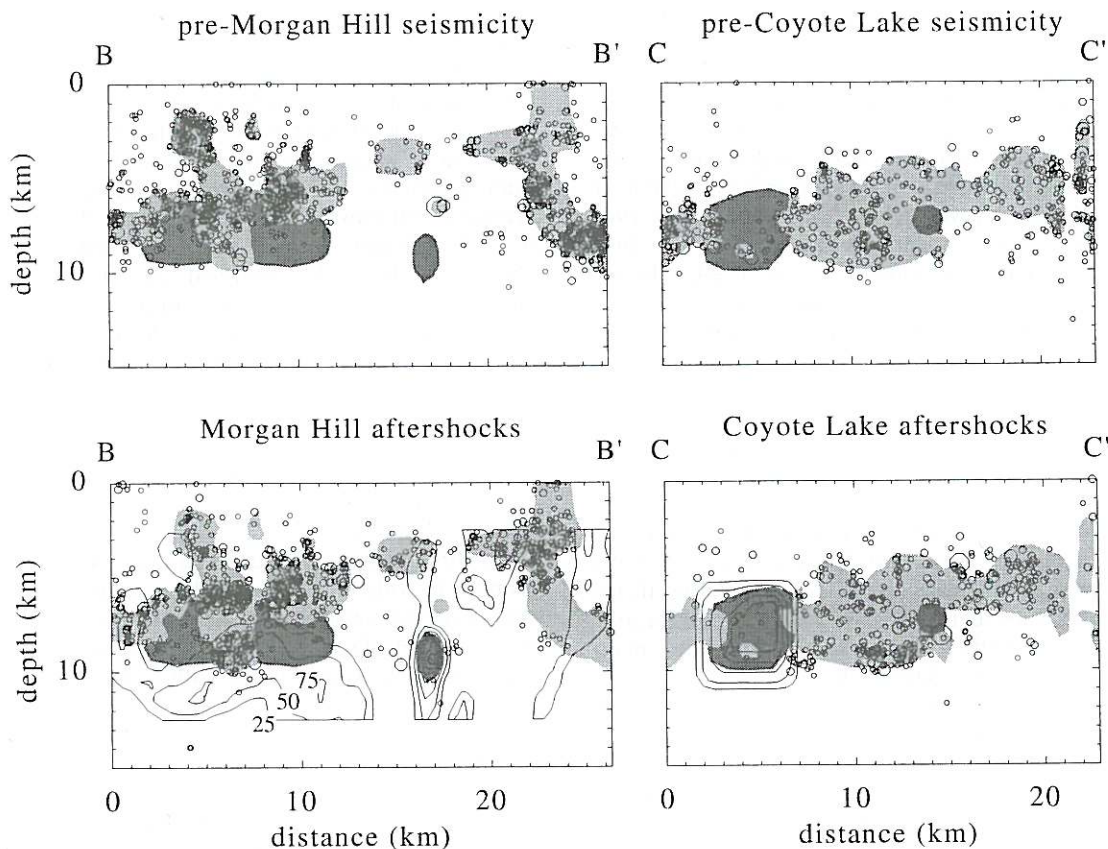 pre-Morgan Hill seismicity
pre-Coyote Lake seismicity
B
B'
C
C'
0
10
depth (km)
Morgan Hill aftershocks
Coyote Lake aftershocks
B
B'
C
C'
0
10
depth (km)
75
50
25
0
10
20
0
10
20
distance (km)
distance (km)